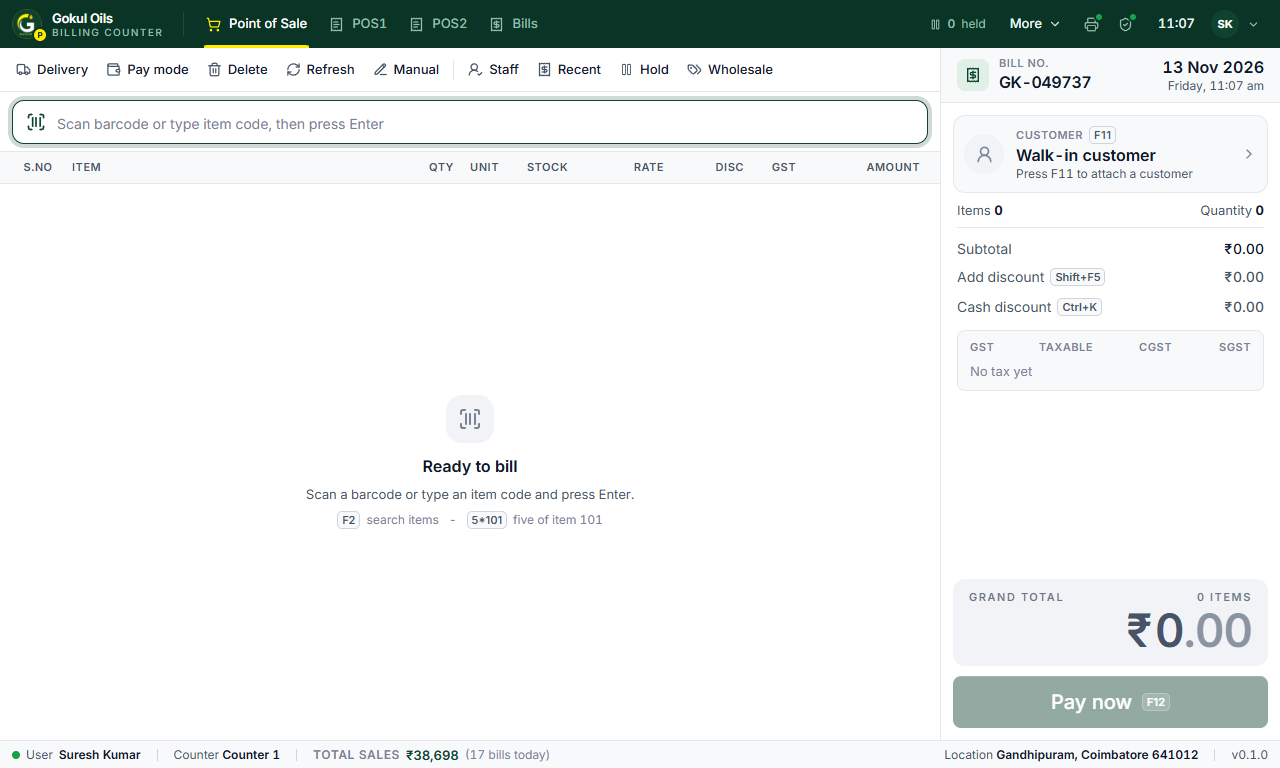 Gokul Oils
BILLING COUNTER
G
P
Point of Sale
POS1
POS2
Bills
0 held
More
11:07
SK
Delivery
Pay mode
Delete
Refresh
Manual
Staff
Recent
Hold
Wholesale
BILL NO.
GK-049737
13 Nov 2026
Friday, 11:07 am
Scan barcode or type item code, then press Enter
S.NO ITEM QTY UNIT STOCK RATE DISC GST AMOUNT
CUSTOMER F11
Walk-in customer
Press F11 to attach a customer
Items 0 Quantity 0
Subtotal ₹0.00
Add discount Shift+F5 ₹0.00
Cash discount Ctrl+K ₹0.00
GST TAXABLE CGST SGST
No tax yet
Ready to bill
Scan a barcode or type an item code and press Enter.
F2 search items - 5*101 five of item 101
GRAND TOTAL 0 ITEMS
₹0.00
Pay now F12
User Suresh Kumar Counter Counter 1 TOTAL SALES ₹38,698 (17 bills today) Location Gandhipuram, Coimbatore 641012 v0.1.0